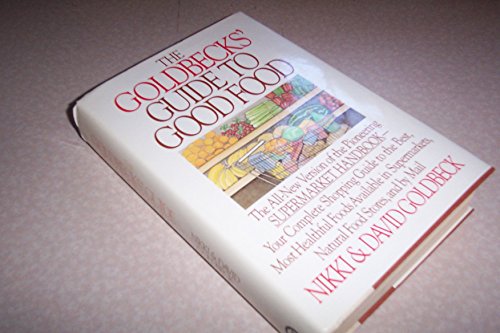 THE
GOLDBECKS'
GUIDE TO
GOOD FOOD
The All-New Version of the Pioneering
SUPERMARKET HANDBOOK—
Your Complete Shopping Guide to the Best,
Most Healthful Foods Available in Supermarkets,
Natural Food Stores, and by Mail
NIKKI & DAVID GOLDBECK